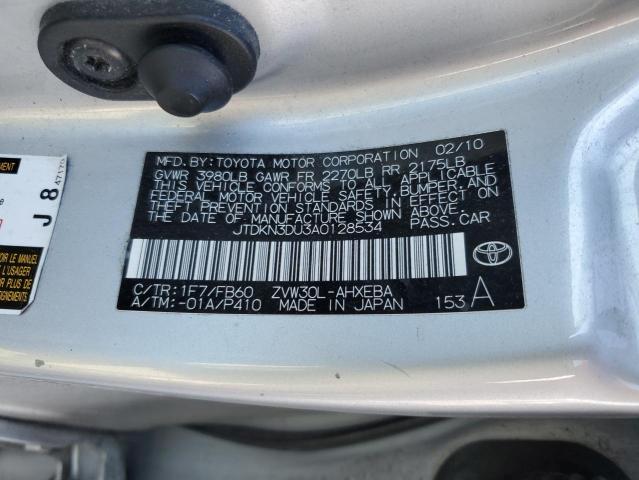 MFD. BY: TOYOTA MOTOR CORPORATION 02/10
GVWR 3980LB GAWR FR 2270LB RR 2175LB
THIS VEHICLE CONFORMS TO ALL APPLICABLE
FEDERAL MOTOR VEHICLE SAFETY, BUMPER, AND
THEFT PREVENTION STANDARDS IN EFFECT ON
THE DATE OF MANUFACTURE SHOWN ABOVE.
JTDKN3DU3A0128534 PASS. CAR
C/TR: 1F7/FB60 ZVW30L-AHXEBA
A/TM: -01A/P410 MADE IN JAPAN 153 A
J 8